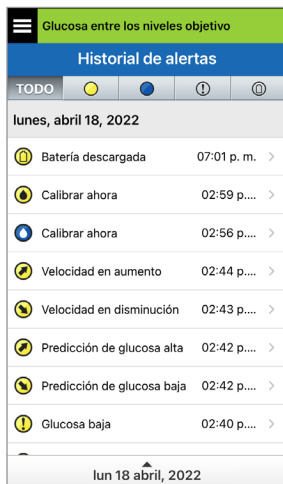 Glucosa entre los niveles objetivo
Historial de alertas
TODO
lunes, abril 18, 2022
Batería descargada 07:01 p. m.
Calibrar ahora 02:59 p....
Calibrar ahora 02:56 p....
Velocidad en aumento 02:44 p....
Velocidad en disminución 02:43 p....
Predicción de glucosa alta 02:42 p....
Predicción de glucosa baja 02:42 p....
Glucosa baja 02:40 p....
lun 18 abril, 2022